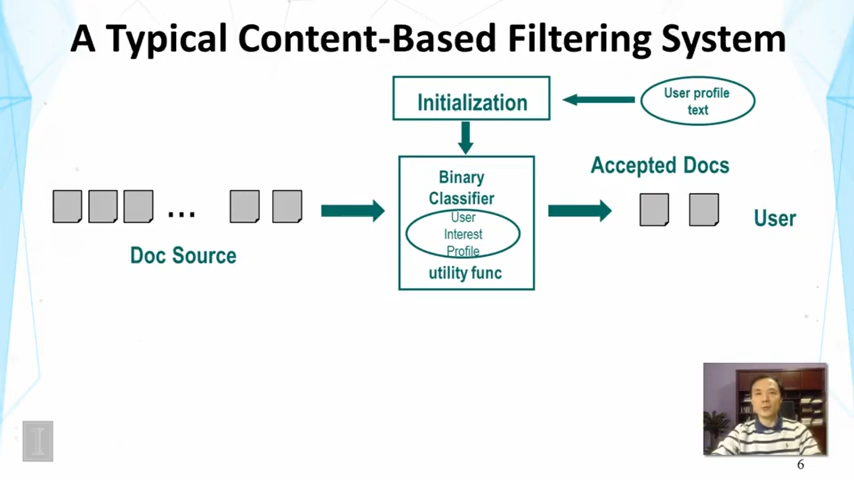 A Typical Content-Based Filtering System
Initialization
User profile
text
Binary
Classifier
User
Interest
Profile
utility func
...
Doc Source
Accepted Docs
User
I
6